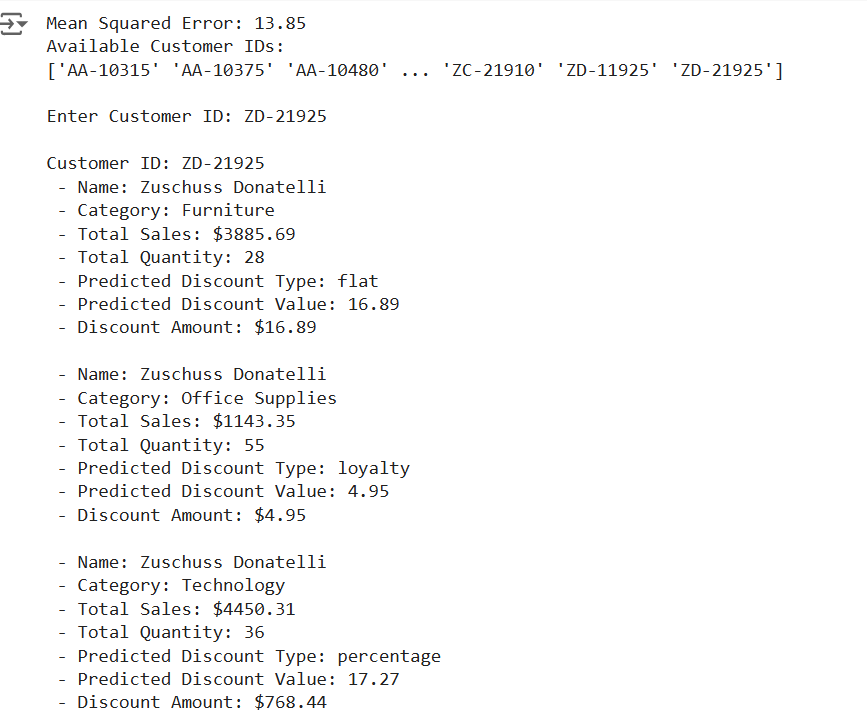 Mean Squared Error: 13.85
Available Customer IDs:
['AA-10315' 'AA-10375' 'AA-10480' ... 'ZC-21910' 'ZD-11925' 'ZD-21925']
Enter Customer ID: ZD-21925
Customer ID: ZD-21925
- Name: Zuschuss Donatelli
- Category: Furniture
- Total Sales: $3885.69
- Total Quantity: 28
- Predicted Discount Type: flat
- Predicted Discount Value: 16.89
- Discount Amount: $16.89
- Name: Zuschuss Donatelli
- Category: Office Supplies
- Total Sales: $1143.35
- Total Quantity: 55
- Predicted Discount Type: loyalty
- Predicted Discount Value: 4.95
- Discount Amount: $4.95
- Name: Zuschuss Donatelli
- Category: Technology
- Total Sales: $4450.31
- Total Quantity: 36
- Predicted Discount Type: percentage
- Predicted Discount Value: 17.27
- Discount Amount: $768.44